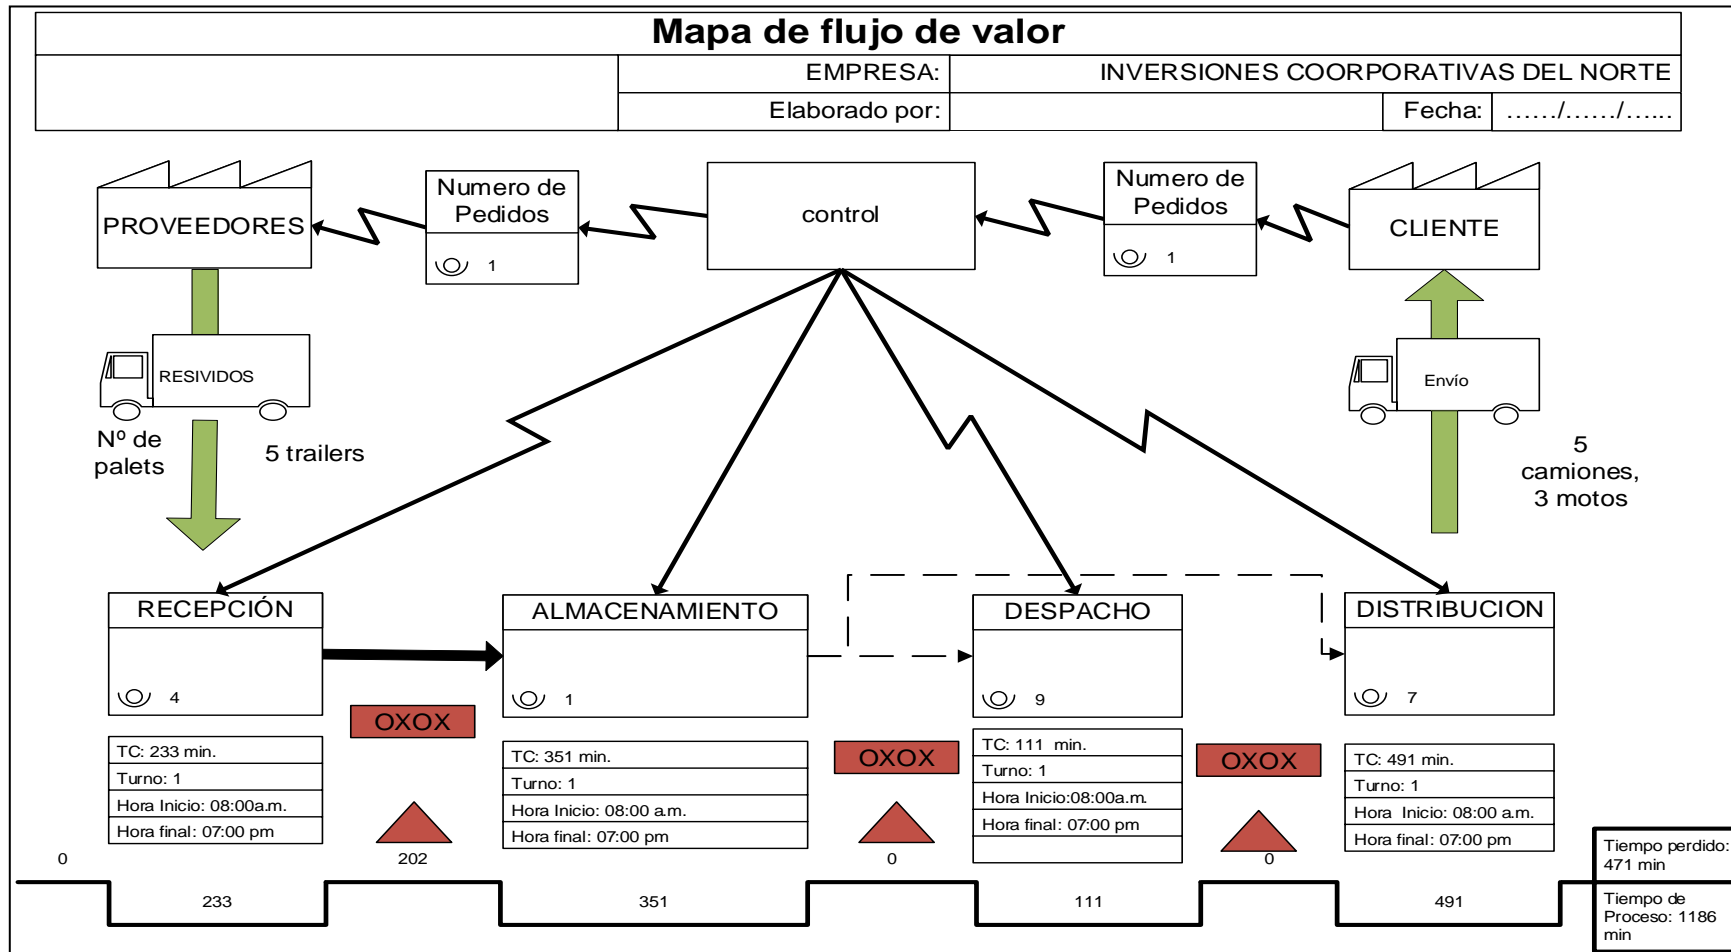 Mapa de flujo de valor
EMPRESA:
INVERSIONES COORPORATIVAS DEL NORTE
Elaborado por:
Fecha:
....../....../......
PROVEEDORES
Numero de
Pedidos
1
control
Numero de
Pedidos
1
CLIENTE
RESIVIDOS
Nº de
palets
5 trailers
Envío
5
camiones,
3 motos
RECEPCIÓN
4
ALMACENAMIENTO
1
DESPACHO
9
DISTRIBUCION
7
OXOX
OXOX
OXOX
TC: 233 min.
Turno: 1
Hora Inicio: 08:00a.m.
Hora final: 07:00 pm
TC: 351 min.
Turno: 1
Hora Inicio: 08:00 a.m.
Hora final: 07:00 pm
TC: 111  min.
Turno: 1
Hora Inicio:08:00a.m.
Hora final: 07:00 pm
TC: 491 min.
Turno: 1
Hora  Inicio: 08:00 a.m.
Hora final: 07:00 pm
0
202
0
0
233
351
111
491
Tiempo perdido:
471 min
Tiempo de
Proceso: 1186
min